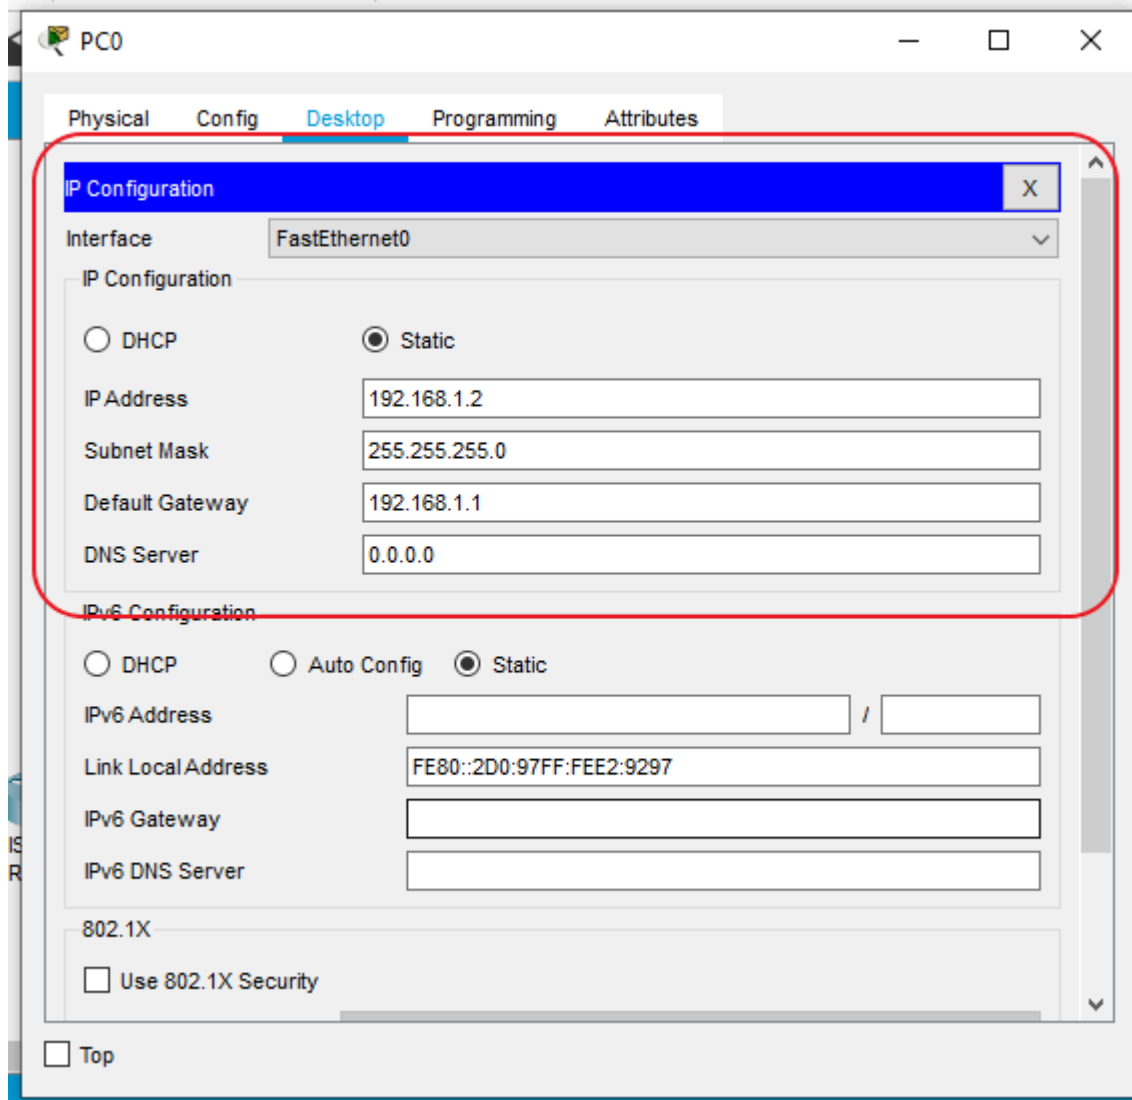 PC0
Physical Config Desktop Programming Attributes
IP Configuration X
Interface FastEthernet0
IP Configuration
DHCP Static
IP Address 192.168.1.2
Subnet Mask 255.255.255.0
Default Gateway 192.168.1.1
DNS Server 0.0.0.0
IPv6 Configuration
DHCP Auto Config Static
IPv6 Address /
Link Local Address FE80::2D0:97FF:FEE2:9297
IPv6 Gateway
IPv6 DNS Server
IS
R
802.1X
Use 802.1X Security
Top